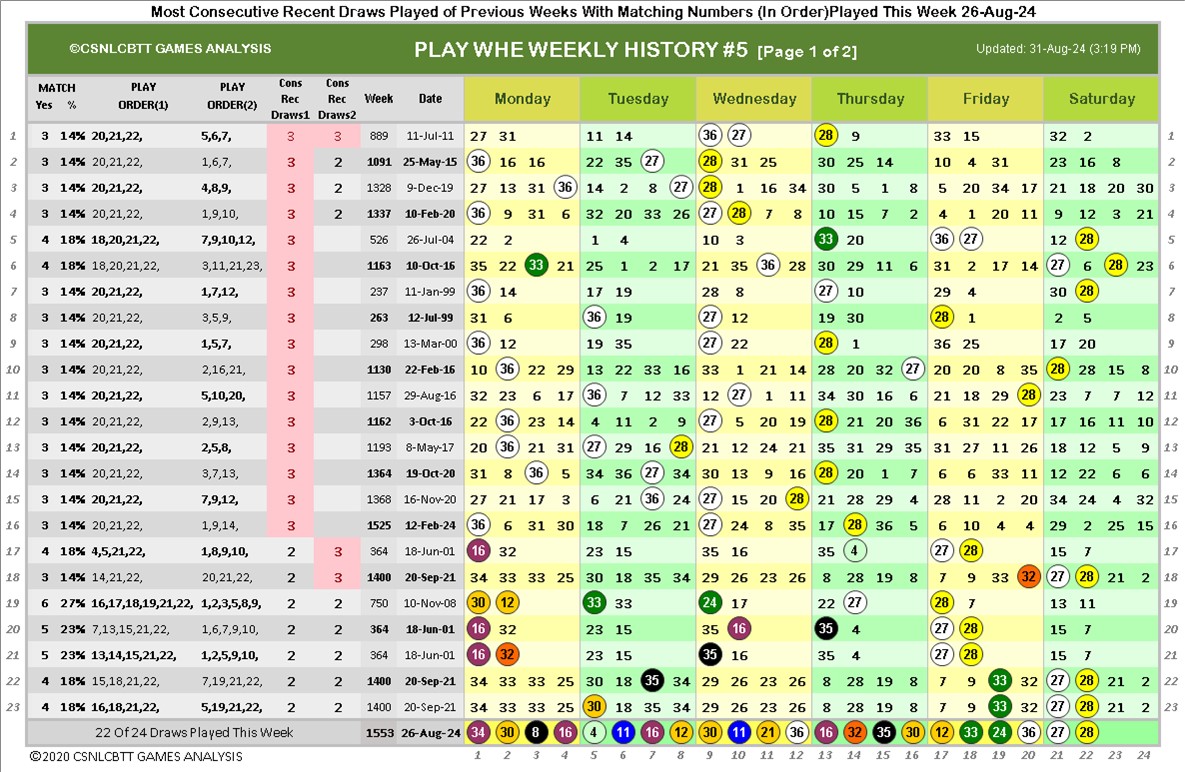 Most Consecutive Recent Draws Played of Previous Weeks With Matching Numbers (In Order)Played This Week 26-Aug-24
©CSNLCBTT GAMES ANALYSIS PLAY WHE WEEKLY HISTORY #5 [Page 1 of 2] Updated: 31-Aug-24 (3:19 PM)
MATCH Yes % PLAY ORDER(1) PLAY ORDER(2) Cons Rec Draws1 Cons Rec Draws2 Week Date Monday Tuesday Wednesday Thursday Friday Saturday
1 3 14% 20,21,22, 5,6,7, 3 3 889 11-Jul-11 27 31 11 14 36 27 28 9 33 15 32 2 1
2 3 14% 20,21,22, 1,6,7, 3 2 1091 25-May-15 36 16 16 22 35 27 28 31 25 30 25 14 10 4 31 23 16 8 2
3 3 14% 20,21,22, 4,8,9, 3 2 1328 9-Dec-19 27 13 31 36 14 2 8 27 28 1 16 34 30 5 1 8 5 20 34 17 21 18 20 30 3
4 3 14% 20,21,22, 1,9,10, 3 2 1337 10-Feb-20 36 9 31 6 32 20 33 26 27 28 7 8 10 15 7 2 4 1 20 11 9 12 3 21 4
5 4 18% 18,20,21,22, 7,9,10,12, 3 526 26-Jul-04 22 2 1 4 10 3 33 20 36 27 12 28 5
6 4 18% 18,20,21,22, 3,11,21,23, 3 1163 10-Oct-16 35 22 33 21 25 1 2 17 21 35 36 28 30 29 11 6 31 2 17 14 27 6 28 23 6
7 3 14% 20,21,22, 1,7,12, 3 237 11-Jan-99 36 14 17 19 28 8 27 10 29 4 30 28 7
8 3 14% 20,21,22, 3,5,9, 3 263 12-Jul-99 31 6 36 19 27 12 19 30 28 1 2 5 8
9 3 14% 20,21,22, 1,5,7, 3 298 13-Mar-00 36 12 19 35 27 22 28 1 36 25 17 20 9
10 3 14% 20,21,22, 2,16,21, 3 1130 22-Feb-16 10 36 22 29 13 22 33 16 33 1 21 14 28 20 32 27 20 20 8 35 28 28 15 8 10
11 3 14% 20,21,22, 5,10,20, 3 1157 29-Aug-16 32 23 6 17 36 7 12 33 12 27 1 11 34 30 16 6 21 18 29 28 23 7 7 12 11
12 3 14% 20,21,22, 2,9,13, 3 1162 3-Oct-16 22 36 23 14 4 11 2 9 27 5 20 19 28 21 20 36 6 31 22 17 17 16 11 10 12
13 3 14% 20,21,22, 2,5,8, 3 1193 8-May-17 20 36 21 31 27 29 16 28 21 12 24 21 35 31 29 35 31 27 11 26 18 12 5 9 13
14 3 14% 20,21,22, 3,7,13, 3 1364 19-Oct-20 31 8 36 5 34 36 27 34 30 13 9 16 28 20 1 7 6 6 33 11 12 22 6 6 14
15 3 14% 20,21,22, 7,9,12, 3 1368 16-Nov-20 27 21 17 3 6 21 36 24 27 15 20 28 21 28 29 4 28 11 2 20 34 24 4 32 15
16 3 14% 20,21,22, 1,9,14, 3 1525 12-Feb-24 36 6 31 30 18 7 26 21 27 24 8 35 17 28 36 5 6 10 4 4 29 2 25 15 16
17 4 18% 4,5,21,22, 1,8,9,10, 2 3 364 18-Jun-01 16 32 23 15 35 16 35 4 27 28 15 7 17
18 3 14% 14,21,22, 20,21,22, 2 3 1400 20-Sep-21 34 33 33 25 30 18 35 34 29 26 23 26 8 28 19 8 7 9 33 32 27 28 21 2 18
19 6 27% 16,17,18,19,21,22, 1,2,3,5,8,9, 2 2 750 10-Nov-08 30 12 33 33 24 17 22 27 28 7 13 11 19
20 5 23% 7,13,15,21,22, 1,6,7,9,10, 2 2 364 18-Jun-01 16 32 23 15 35 16 35 4 27 28 15 7 20
21 5 23% 13,14,15,21,22, 1,2,5,9,10, 2 2 364 18-Jun-01 16 32 23 15 35 16 35 4 27 28 15 7 21
22 4 18% 15,18,21,22, 7,19,21,22, 2 2 1400 20-Sep-21 34 33 33 25 30 18 35 34 29 26 23 26 8 28 19 8 7 9 33 32 27 28 21 2 22
23 4 18% 16,18,21,22, 5,19,21,22, 2 2 1400 20-Sep-21 34 33 33 25 30 18 35 34 29 26 23 26 8 28 19 8 7 9 33 32 27 28 21 2 23
22 Of 24 Draws Played This Week 1553 26-Aug-24 34 30 8 16 4 11 16 12 30 11 21 36 16 32 35 30 12 33 24 36 27 28
©2020 CSNLCBTT GAMES ANALYSIS 1 2 3 4 5 6 7 8 9 10 11 12 13 14 15 16 17 18 19 20 21 22 23 24